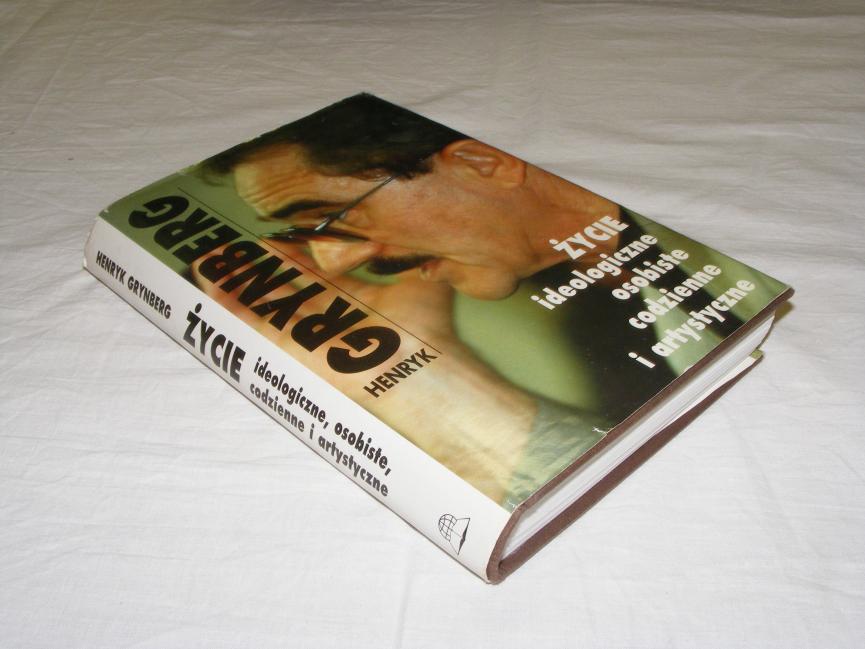 HENRYK
GRYNBERG
ŻYCIE
ideologiczne
osobiste
codzienne
i artystyczne
HENRYK GRYNBERG
ŻYCIE
ideologiczne, osobiste,
codzienne i artystyczne